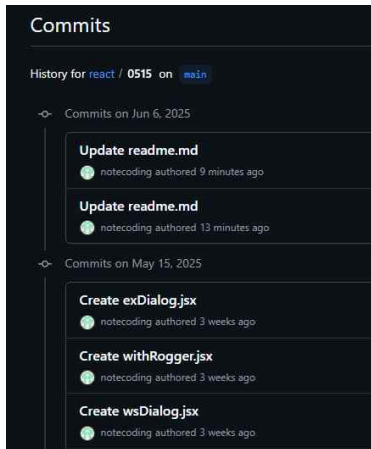 Commits
History for react / 0515 on main
Commits on Jun 6, 2025
Update readme.md
notecoding authored 9 minutes ago
Update readme.md
notecoding authored 13 minutes ago
Commits on May 15, 2025
Create exDialog.jsx
notecoding authored 3 weeks ago
Create withRogger.jsx
notecoding authored 3 weeks ago
Create wsDialog.jsx
notecoding authored 3 weeks ago